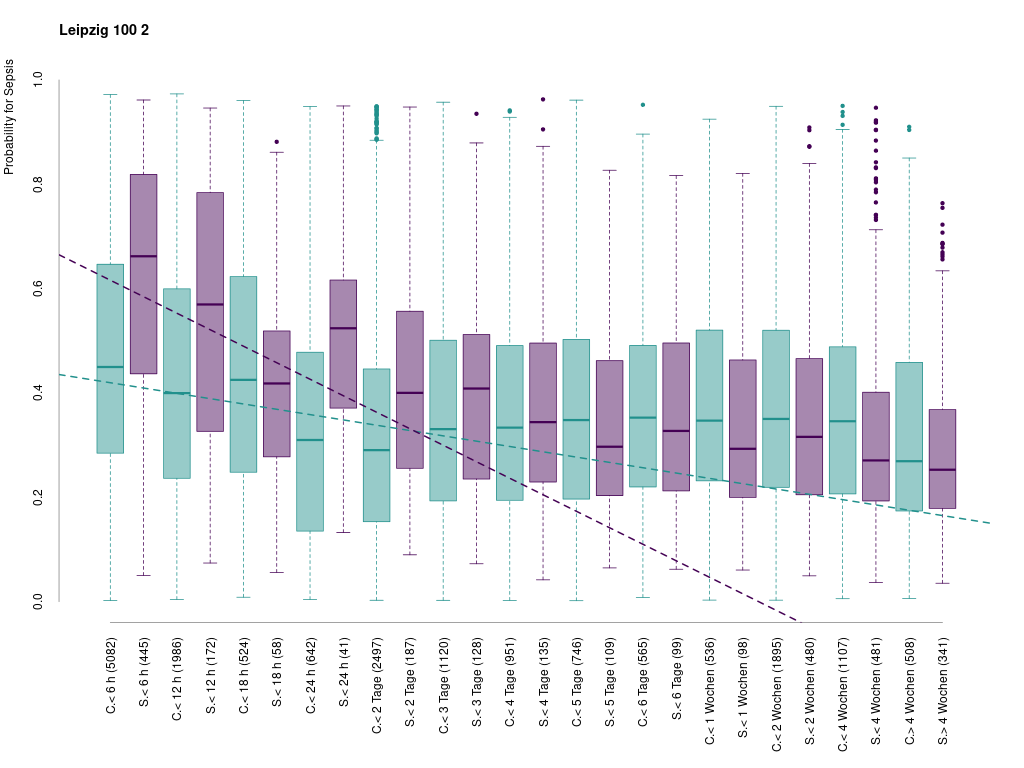 Leipzig 100 2
Probability for Sepsis
1.0
0.8
0.6
0.4
0.2
0.0
C.< 6 h (5082)
S.< 6 h (445)
C.< 12 h (1986)
S.< 12 h (172)
C.< 18 h (524)
S.< 18 h (58)
C.< 24 h (642)
S.< 24 h (41)
C.< 2 Tage (2497)
S.< 2 Tage (187)
C.< 3 Tage (1120)
S.< 3 Tage (128)
C.< 4 Tage (951)
S.< 4 Tage (135)
C.< 5 Tage (746)
S.< 5 Tage (109)
C.< 6 Tage (565)
S.< 6 Tage (99)
C.< 1 Wochen (536)
S.< 1 Wochen (98)
C.< 2 Wochen (1895)
S.< 2 Wochen (480)
C.< 4 Wochen (1107)
S.< 4 Wochen (481)
C.> 4 Wochen (508)
S.> 4 Wochen (341)